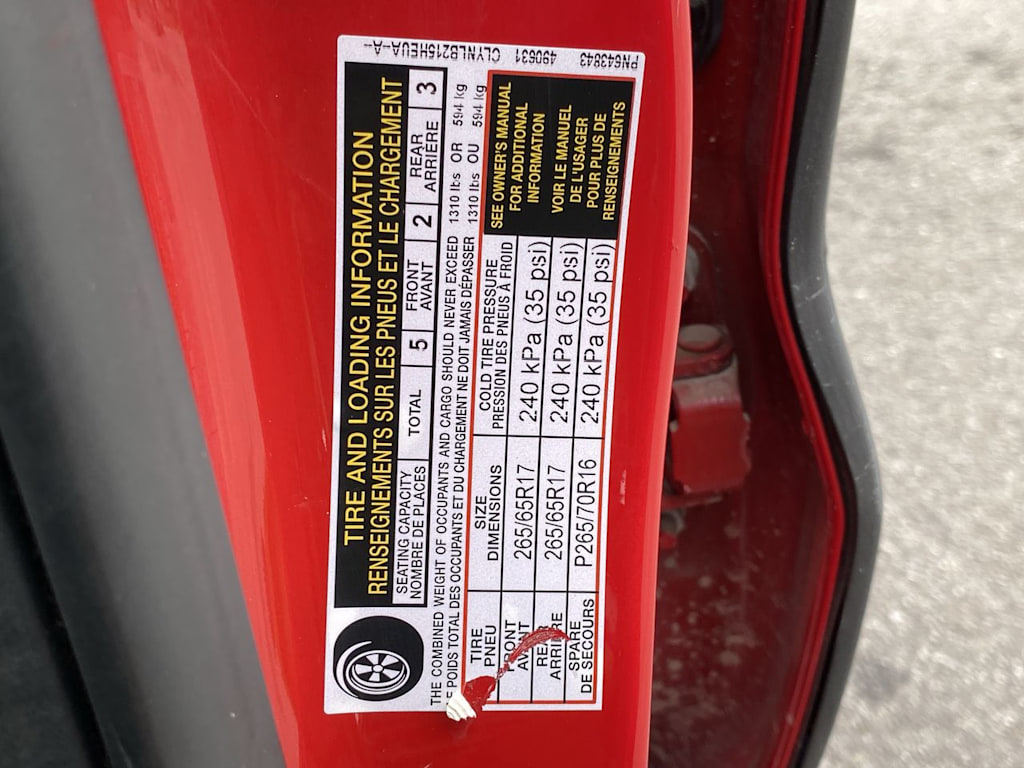 TIRE AND LOADING INFORMATION
RENSEIGNEMENTS SUR LES PNEUS ET LE CHARGEMENT
SEATING CAPACITY
NOMBRE DE PLACES
TOTAL 5 FRONT AVANT 2 REAR ARRIÈRE 3
THE COMBINED WEIGHT OF OCCUPANTS AND CARGO SHOULD NEVER EXCEED 1310 lbs OR 594 kg
LE POIDS TOTAL DES OCCUPANTS ET DU CHARGEMENT NE DOIT JAMAIS DÉPASSER 1310 lbs OU 594 kg
TIRE SIZE COLD TIRE PRESSURE
PNEU DIMENSIONS PRESSION DES PNEUS À FROID
FRONT
AVANT 265/65R17 240 kPa (35 psi)
REAR
ARRIÈRE 265/65R17 240 kPa (35 psi)
SPARE
DE SECOURS P265/70R16 240 kPa (35 psi)
SEE OWNER'S MANUAL
FOR ADDITIONAL
INFORMATION
VOIR LE MANUEL
DE L'USAGER
POUR PLUS DE
RENSEIGNEMENTS
PN643843 490631 CLYNLB215HEUA-A--